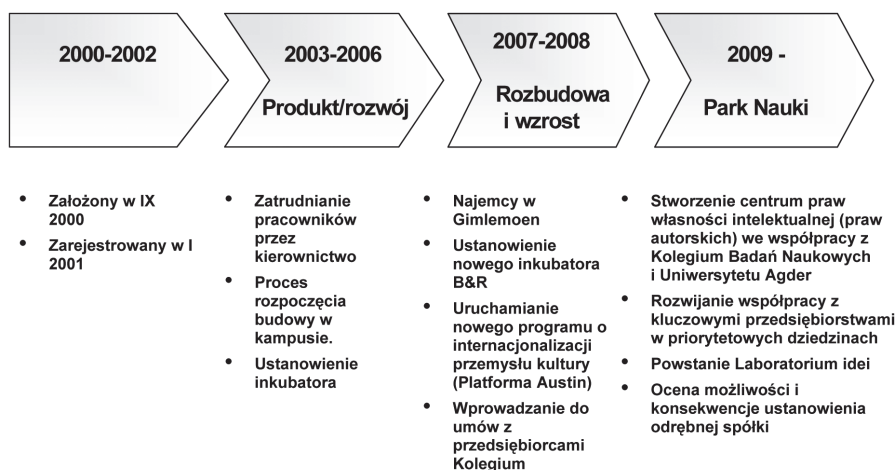 2000-2002
2003-2006
Produkt/rozwój
2007-2008
Rozbudowa
i wzrost
2009 -
Park Nauki
• Założony w IX
2000
• Zarejestrowany w I
2001
• Zatrudnianie
pracowników
przez
kierownictwo
• Proces
rozpoczęcia
budowy w
kampusie.
• Ustanowienie
inkubatora
• Najemcy w
Gimlemoen
• Ustanowienie
nowego inkubatora
B&R
• Uruchamianie
nowego programu o
internacjonalizacji
przemysłu kultury
(Platforma Austin)
• Wprowadzanie do
umów z
przedsiębiorcami
Kolegium
• Stworzenie centrum praw
własności intelektualnej (praw
autorskich) we współpracy z
Kolegium Badań Naukowych
i Uniwersytetu Agder
• Rozwijanie współpracy z
kluczowymi przedsiębiorstwami
w priorytetowych dziedzinach
• Powstanie Laboratorium idei
• Ocena możliwości i
konsekwencje ustanowienia
odrębnej spółki